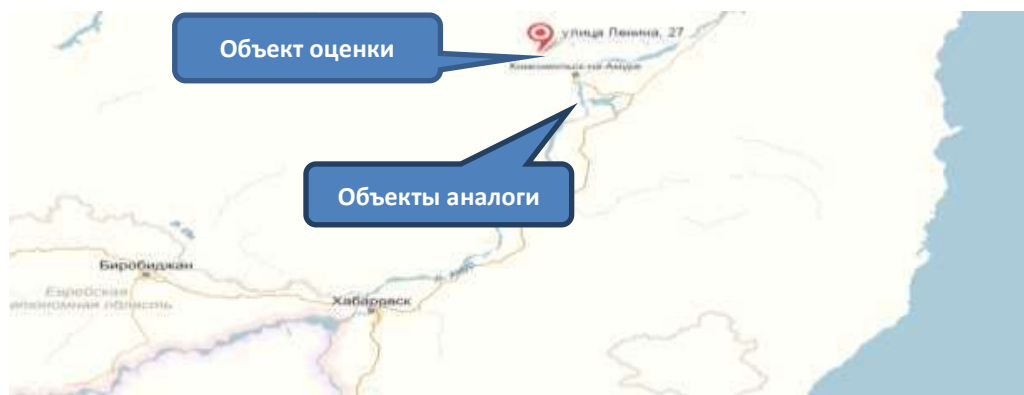 Объект оценки
улица Ленина, 27
Комсомольск-на-Амуре
Объекты аналоги
Биробиджан
Еврейская
автономная область
Хабаровск